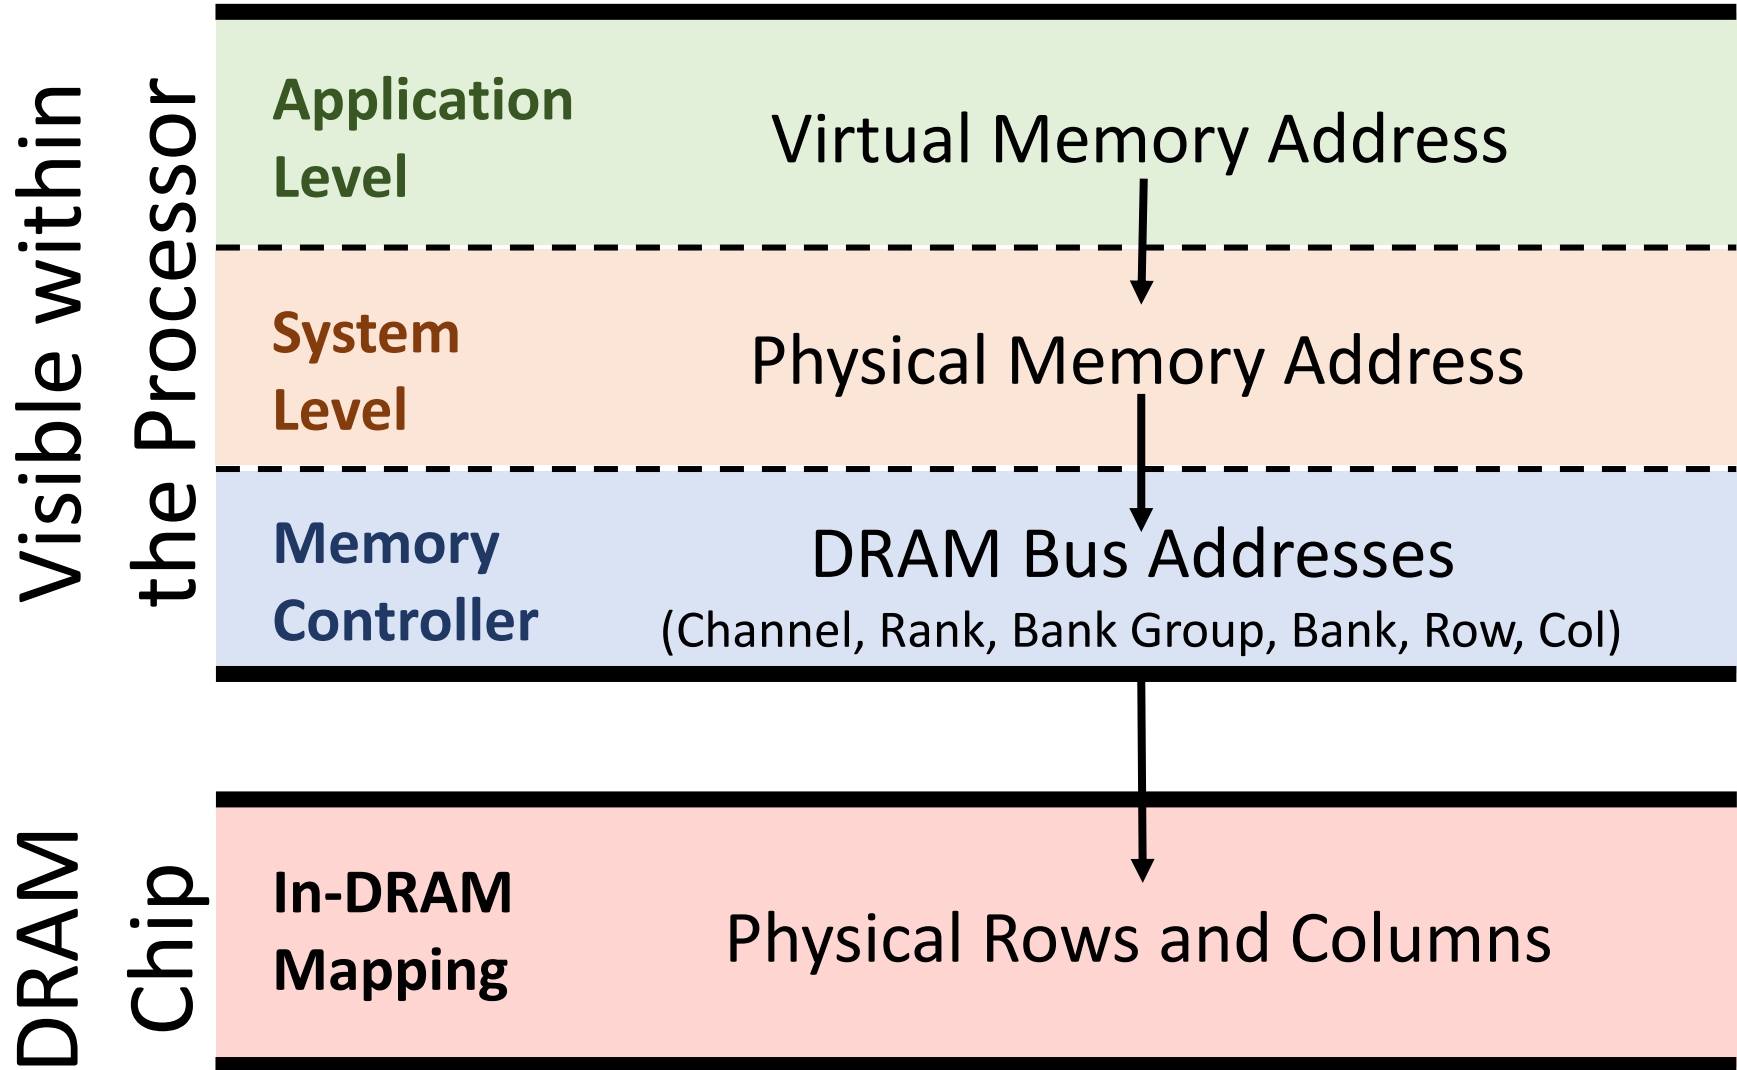 Visible within
the Processor
Application
Level
Virtual Memory Address
System
Level
Physical Memory Address
Memory
Controller
DRAM Bus Addresses
(Channel, Rank, Bank Group, Bank, Row, Col)
DRAM
Chip
In-DRAM
Mapping
Physical Rows and Columns